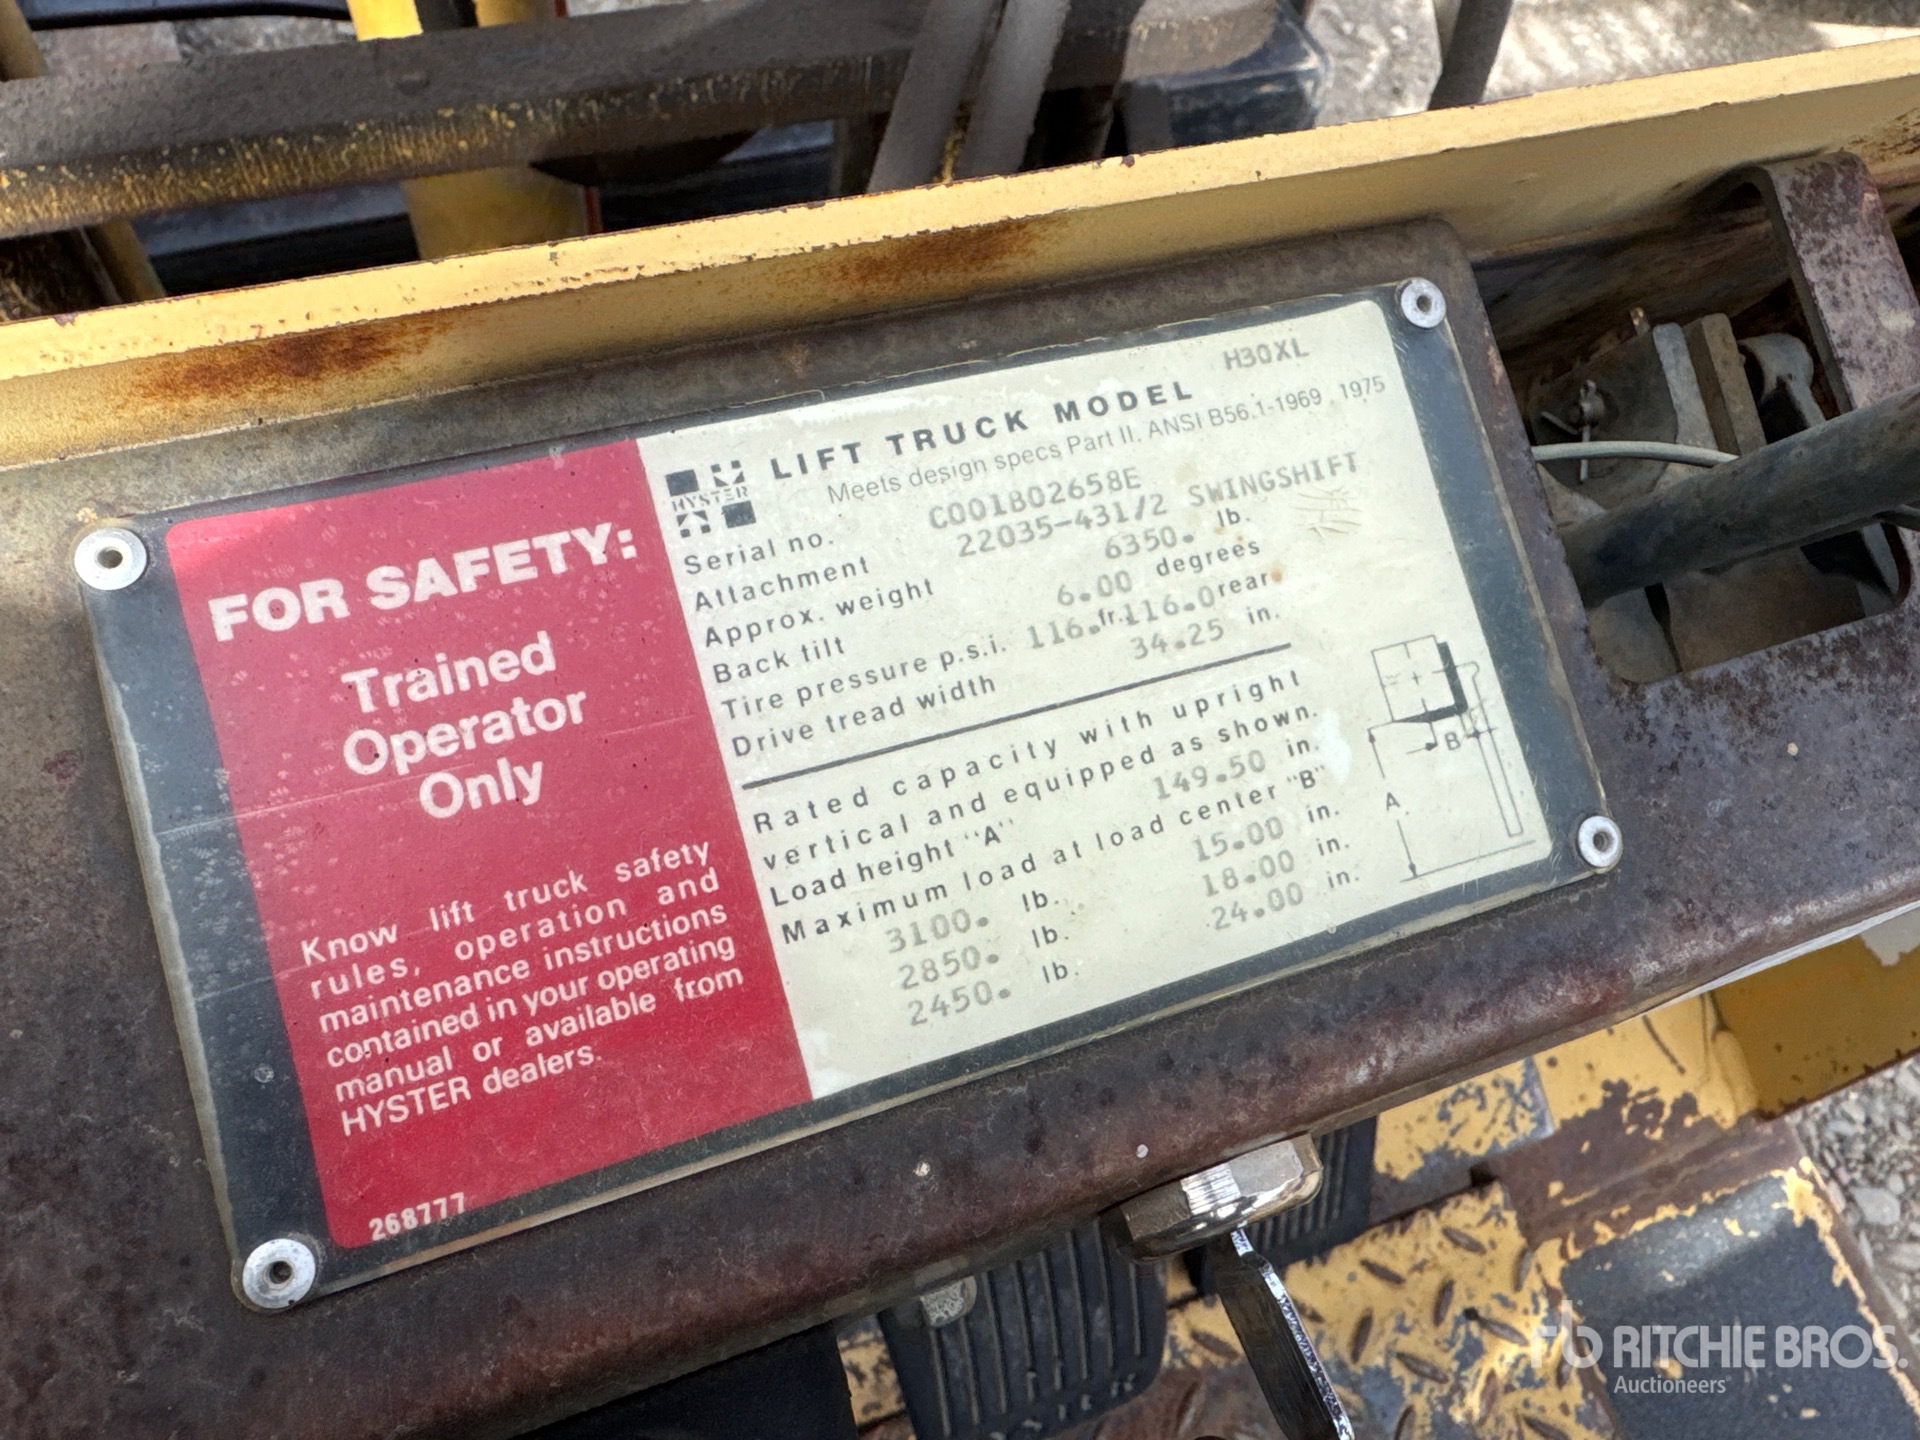 FOR SAFETY:
Trained
Operator
Only
Know lift truck safety
rules, operation and
maintenance instructions
contained in your operating
manual or available from
HYSTER dealers.
268777
HYSTER
LIFT TRUCK MODEL H30XL
Meets design specs Part II. ANSI B56.1-1969, 1975
Serial no. C001B02658E
Attachment 22035-431/2 SWINGSHIFT
Approx. weight 6350. lb.
Back tilt 6.00 degrees
Tire pressure p.s.i. 116. fr. 116.0 rear
Drive tread width 34.25 in.
Rated capacity with upright
vertical and equipped as shown.
Load height "A" 149.50 in.
Maximum load at load center "B"
3100. lb. 15.00 in.
2850. lb. 18.00 in.
2450. lb. 24.00 in.
B
A
rb RITCHIE BROS.
Auctioneers